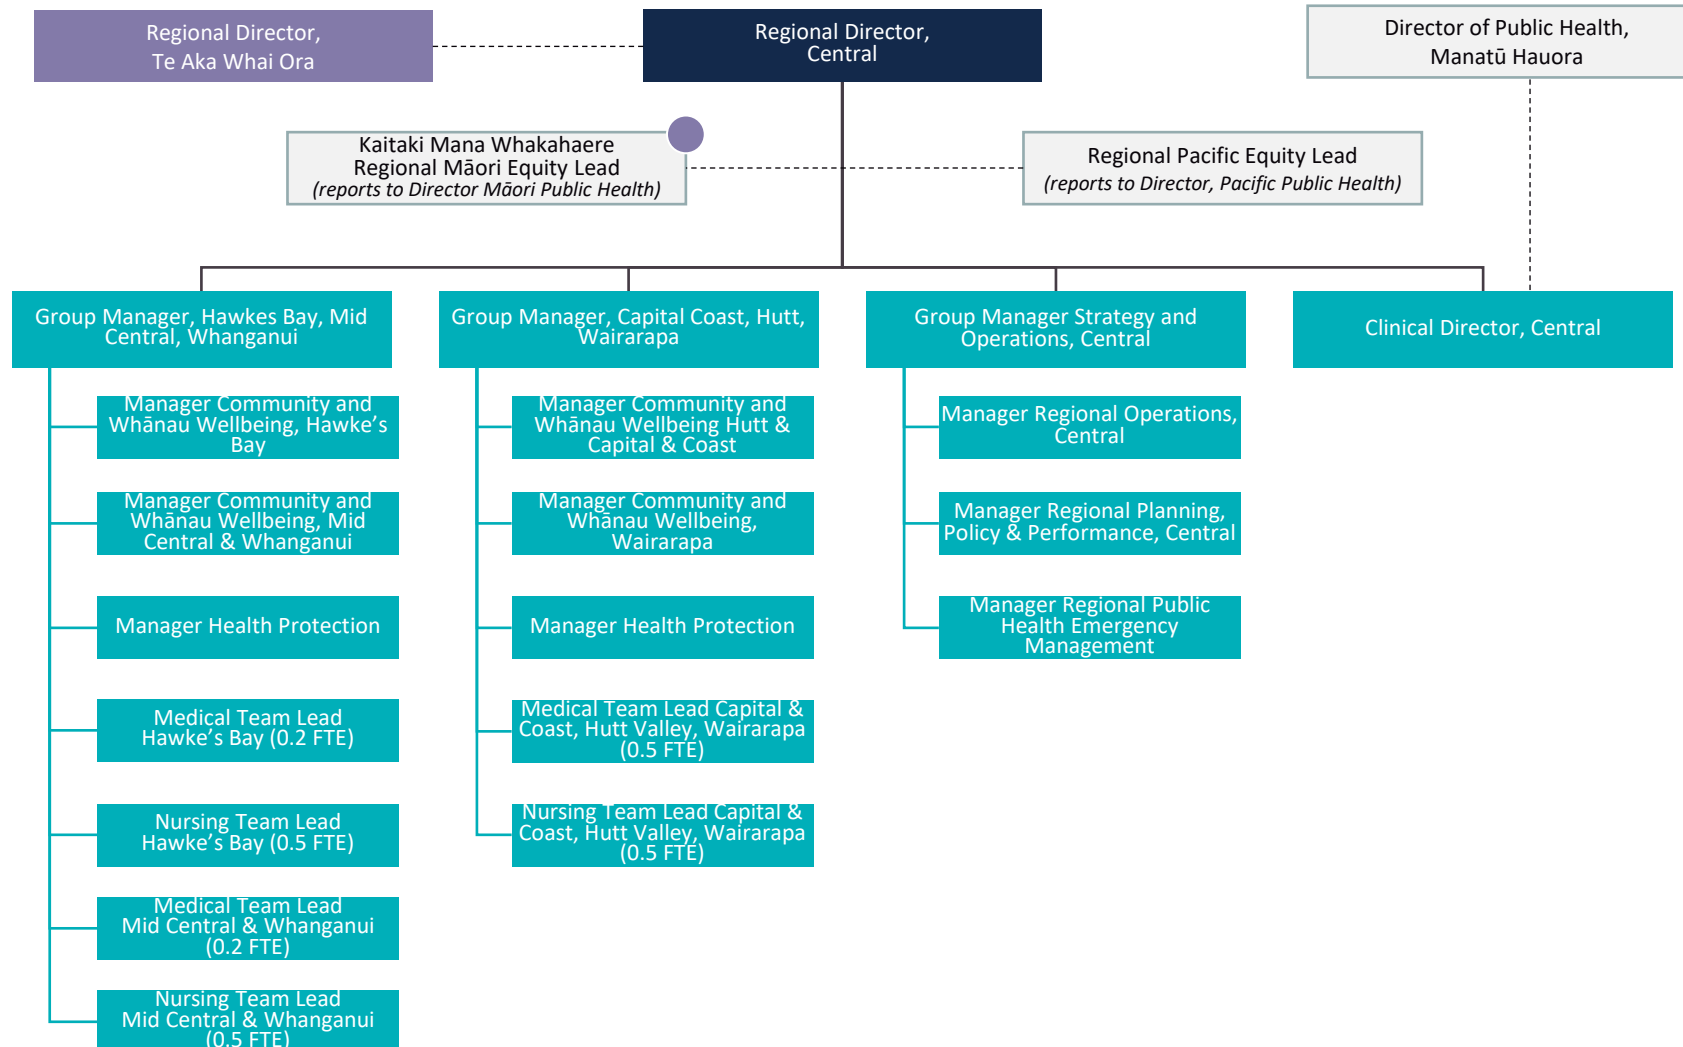 Regional Director,
Te Aka Whai Ora
Regional Director,
Central
Director of Public Health,
Manatū Hauora
Kaitaki Mana Whakahaere
Regional Māori Equity Lead
(reports to Director Māori Public Health)
Regional Pacific Equity Lead
(reports to Director, Pacific Public Health)
Group Manager, Hawkes Bay, Mid
Central, Whanganui
Group Manager, Capital Coast, Hutt,
Wairarapa
Group Manager Strategy and
Operations, Central
Clinical Director, Central
Manager Community and
Whānau Wellbeing, Hawke’s
Bay
Manager Community and
Whānau Wellbeing, Mid
Central & Whanganui
Manager Health Protection
Medical Team Lead
Hawke’s Bay (0.2 FTE)
Nursing Team Lead
Hawke’s Bay (0.5 FTE)
Medical Team Lead
Mid Central & Whanganui
(0.2 FTE)
Nursing Team Lead
Mid Central & Whanganui
(0.5 FTE)
Manager Community and
Whānau Wellbeing Hutt &
Capital & Coast
Manager Community and
Whānau Wellbeing,
Wairarapa
Manager Health Protection
Medical Team Lead Capital &
Coast, Hutt Valley, Wairarapa
(0.5 FTE)
Nursing Team Lead Capital &
Coast, Hutt Valley, Wairarapa
(0.5 FTE)
Manager Regional Operations,
Central
Manager Regional Planning,
Policy & Performance, Central
Manager Regional Public
Health Emergency
Management